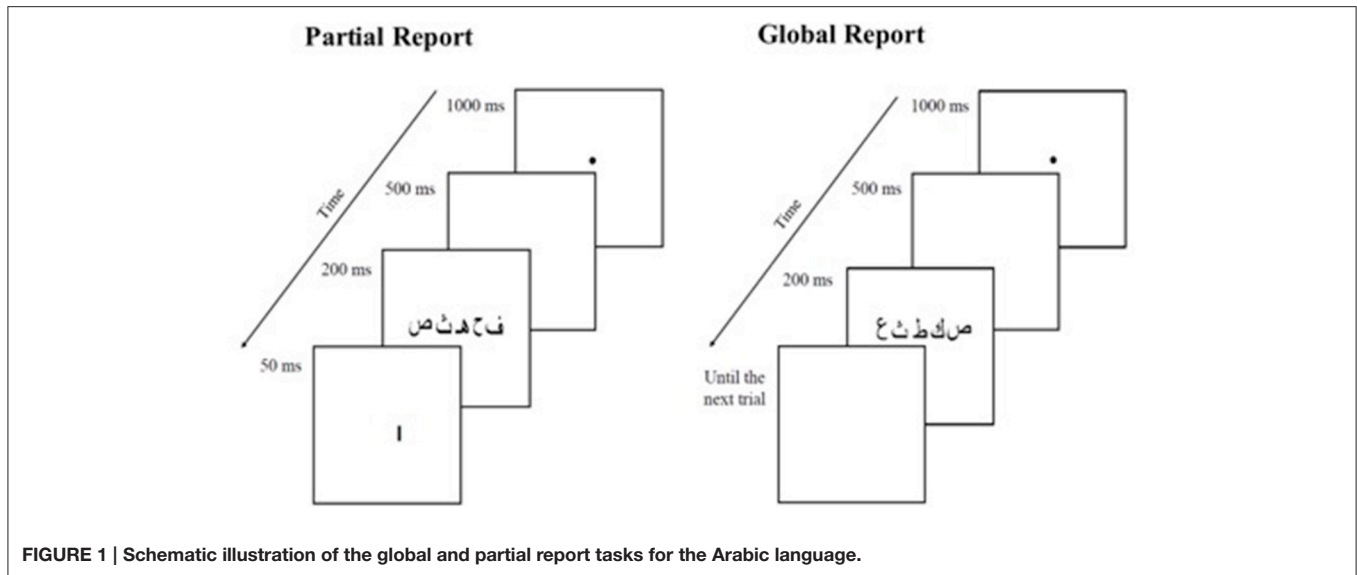 Partial Report
1000 ms
500 ms
Time
200 ms
ف ح هـ ث ص
50 ms
ا
Global Report
1000 ms
500 ms
Time
200 ms
ص ك ط ث ع
Until the
next trial
FIGURE 1 | Schematic illustration of the global and partial report tasks for the Arabic language.